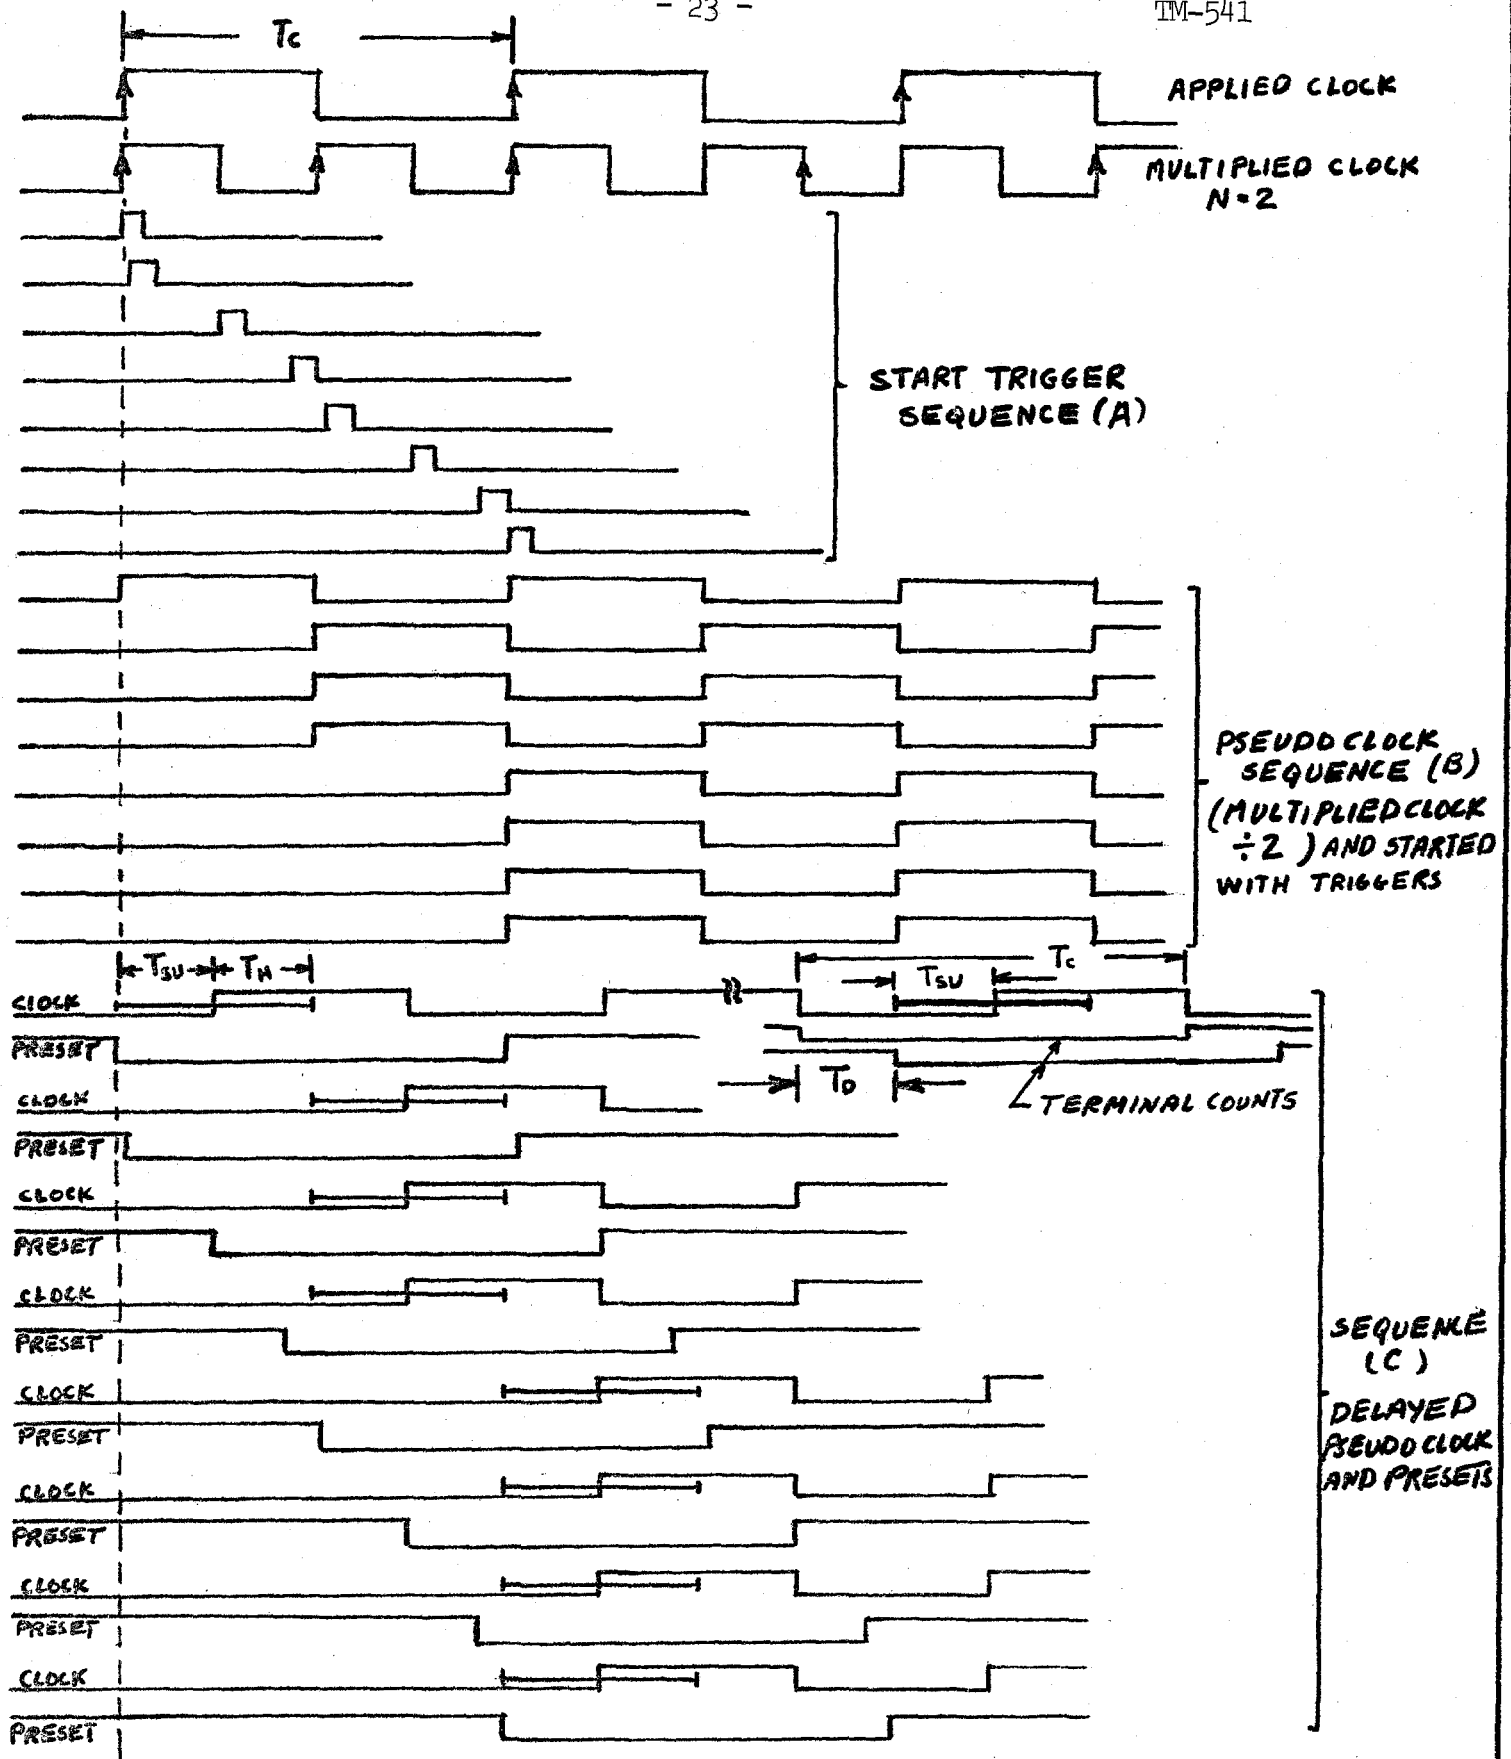 - 23 -
TM-541
Tc
APPLIED CLOCK
MULTIPLIED CLOCK
N=2
START TRIGGER
SEQUENCE (A)
PSEUDO CLOCK
SEQUENCE (B)
(MULTIPLIED CLOCK
÷2 ) AND STARTED
WITH TRIGGERS
TSU
TH
Tc
TSU
CLOCK
PRESET
TD
CLOCK
TERMINAL COUNTS
PRESET
CLOCK
PRESET
CLOCK
PRESET
SEQUENCE
(C)
DELAYED
PSEUDO CLOCK
AND PRESETS
CLOCK
PRESET
CLOCK
PRESET
CLOCK
PRESET
CLOCK
PRESET